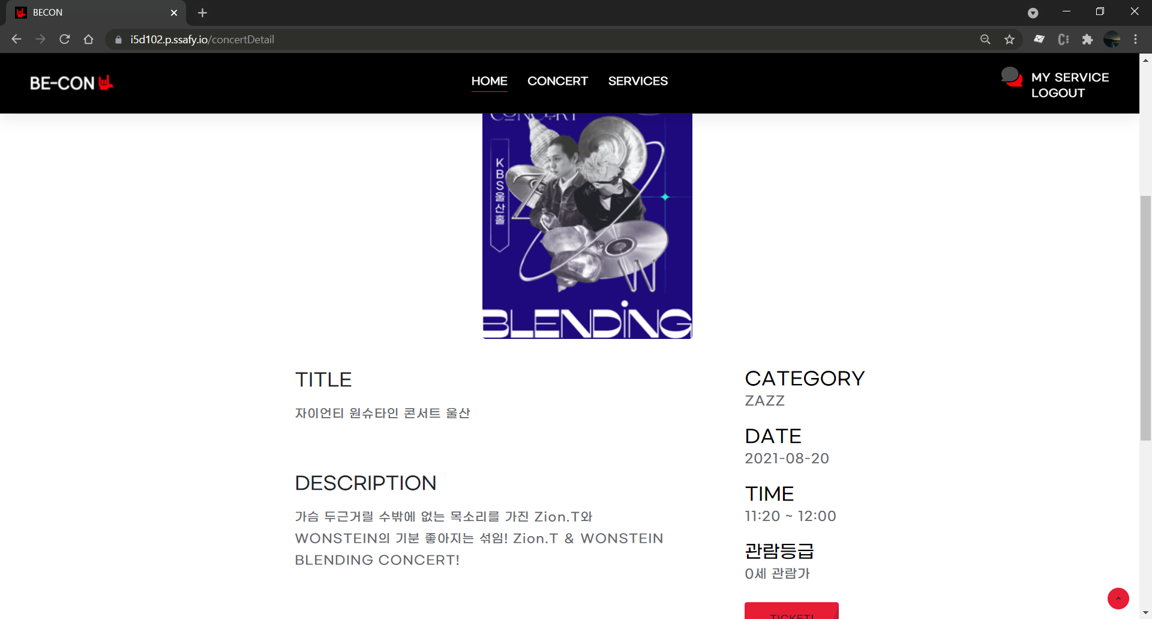 BECON
i5d102.p.ssafy.io/concertDetail
BE-CON
HOME
CONCERT
SERVICES
MY SERVICE
LOGOUT
CONCERT
KBS울산홀
BLENDING
TITLE
자이언티 원슈타인 콘서트 울산
DESCRIPTION
가슴 두근거릴 수밖에 없는 목소리를 가진 Zion.T와
WONSTEIN의 기분 좋아지는 섞임! Zion.T & WONSTEIN
BLENDING CONCERT!
CATEGORY
ZAZZ
DATE
2021-08-20
TIME
11:20 ~ 12:00
관람등급
0세 관람가
TICKET!